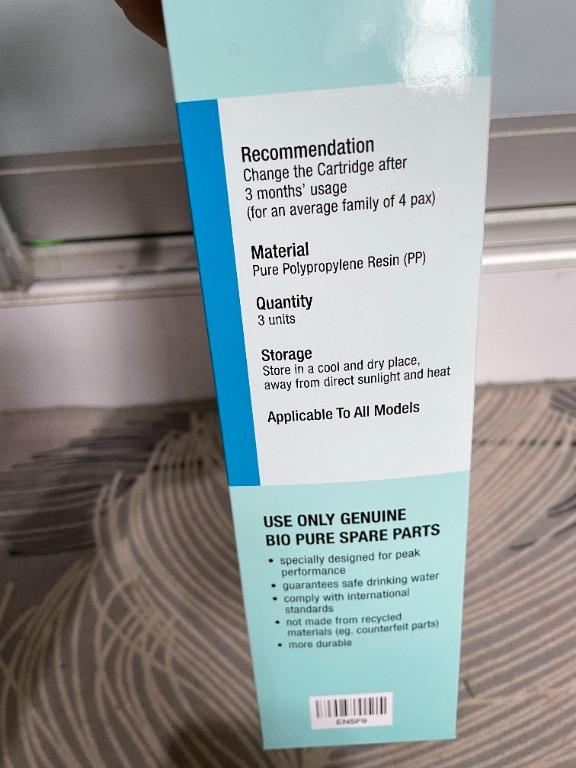 Recommendation
Change the Cartridge after
3 months' usage
(for an average family of 4 pax)
Material
Pure Polypropylene Resin (PP)
Quantity
3 units
Storage
Store in a cool and dry place,
away from direct sunlight and heat
Applicable To All Models
USE ONLY GENUINE
BIO PURE SPARE PARTS
• specially designed for peak
performance
• guarantees safe drinking water
• comply with international
standards
• not made from recycled
materials (eg. counterfeit parts)
• more durable
ENSF9